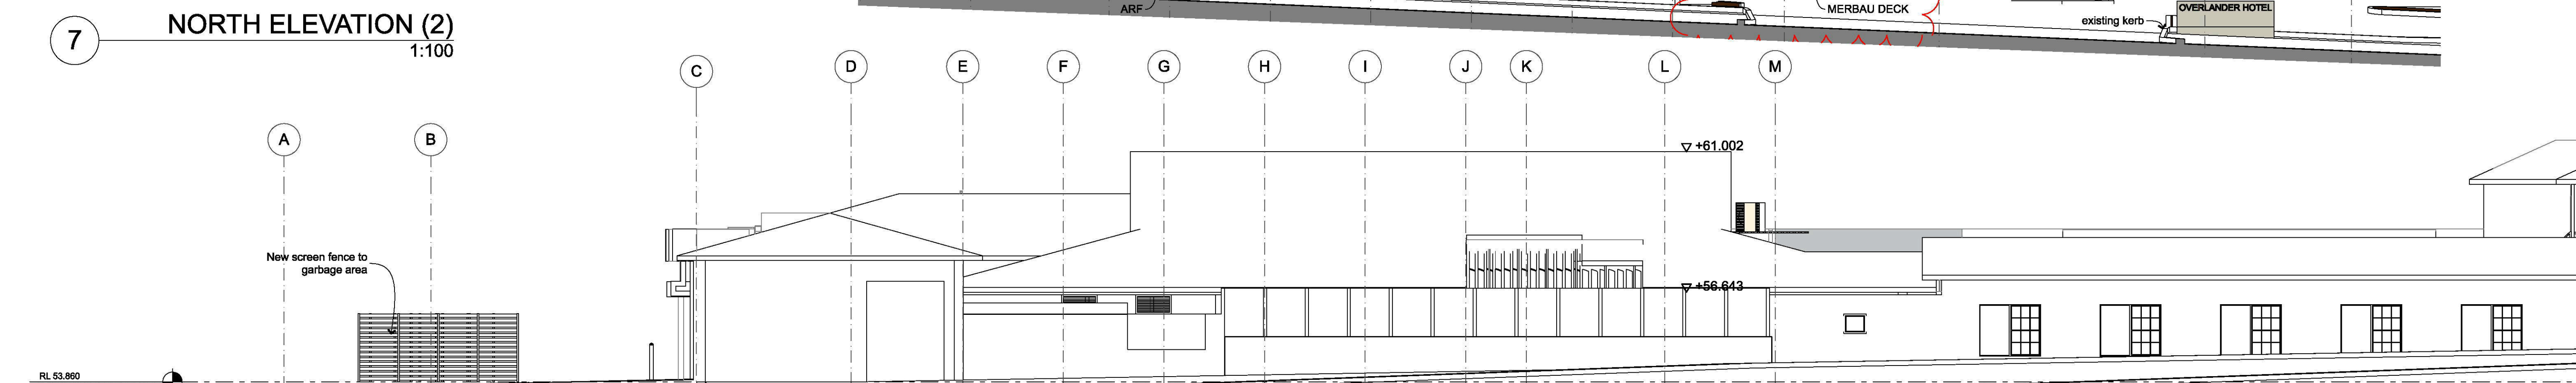 ARF
MERBAU DECK
existing kerb
OVERLANDER HOTEL
7
NORTH ELEVATION (2)
1:100
C
D
E
F
G
H
I
J
K
L
M
A
B
+61.002
New screen fence to
garbage area
+56.643
RL 53.860